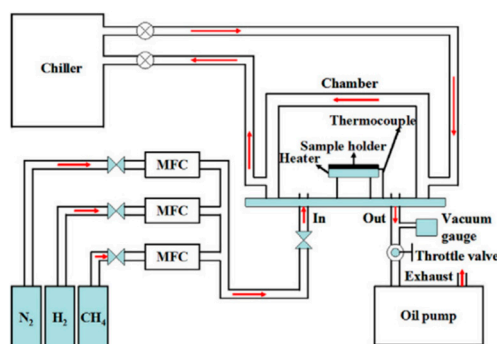 Chiller
Chamber
Thermocouple
Sample holder
Heater
MFC
MFC
MFC
In
Out
Vacuum
gauge
Throttle valve
Exhaust
N₂
H₂
CH₄
Oil pump